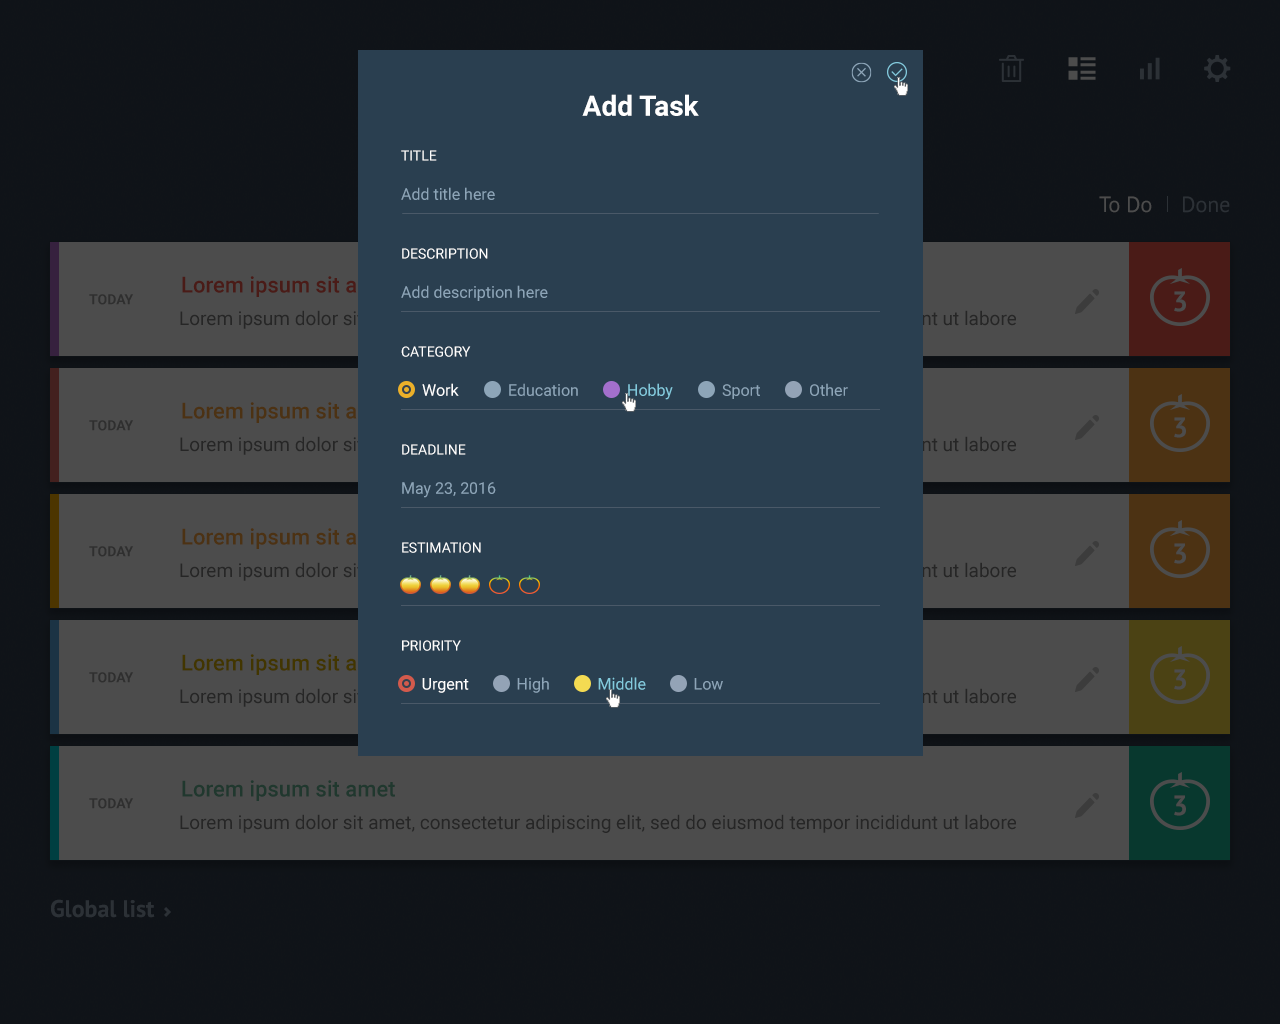 Add Task
TITLE
Add title here
DESCRIPTION
Add description here
CATEGORY
Work Education Hobby Sport Other
DEADLINE
May 23, 2016
ESTIMATION
PRIORITY
Urgent High Middle Low
To Do | Done
TODAY
Lorem ipsum sit a
Lorem ipsum dolor si nt ut labore
3
TODAY
Lorem ipsum sit a
Lorem ipsum dolor si nt ut labore
3
TODAY
Lorem ipsum sit a
Lorem ipsum dolor si nt ut labore
3
TODAY
Lorem ipsum sit a
Lorem ipsum dolor si nt ut labore
3
TODAY
Lorem ipsum sit amet
Lorem ipsum dolor sit amet, consectetur adipiscing elit, sed do eiusmod tempor incididunt ut labore
3
Global list ›